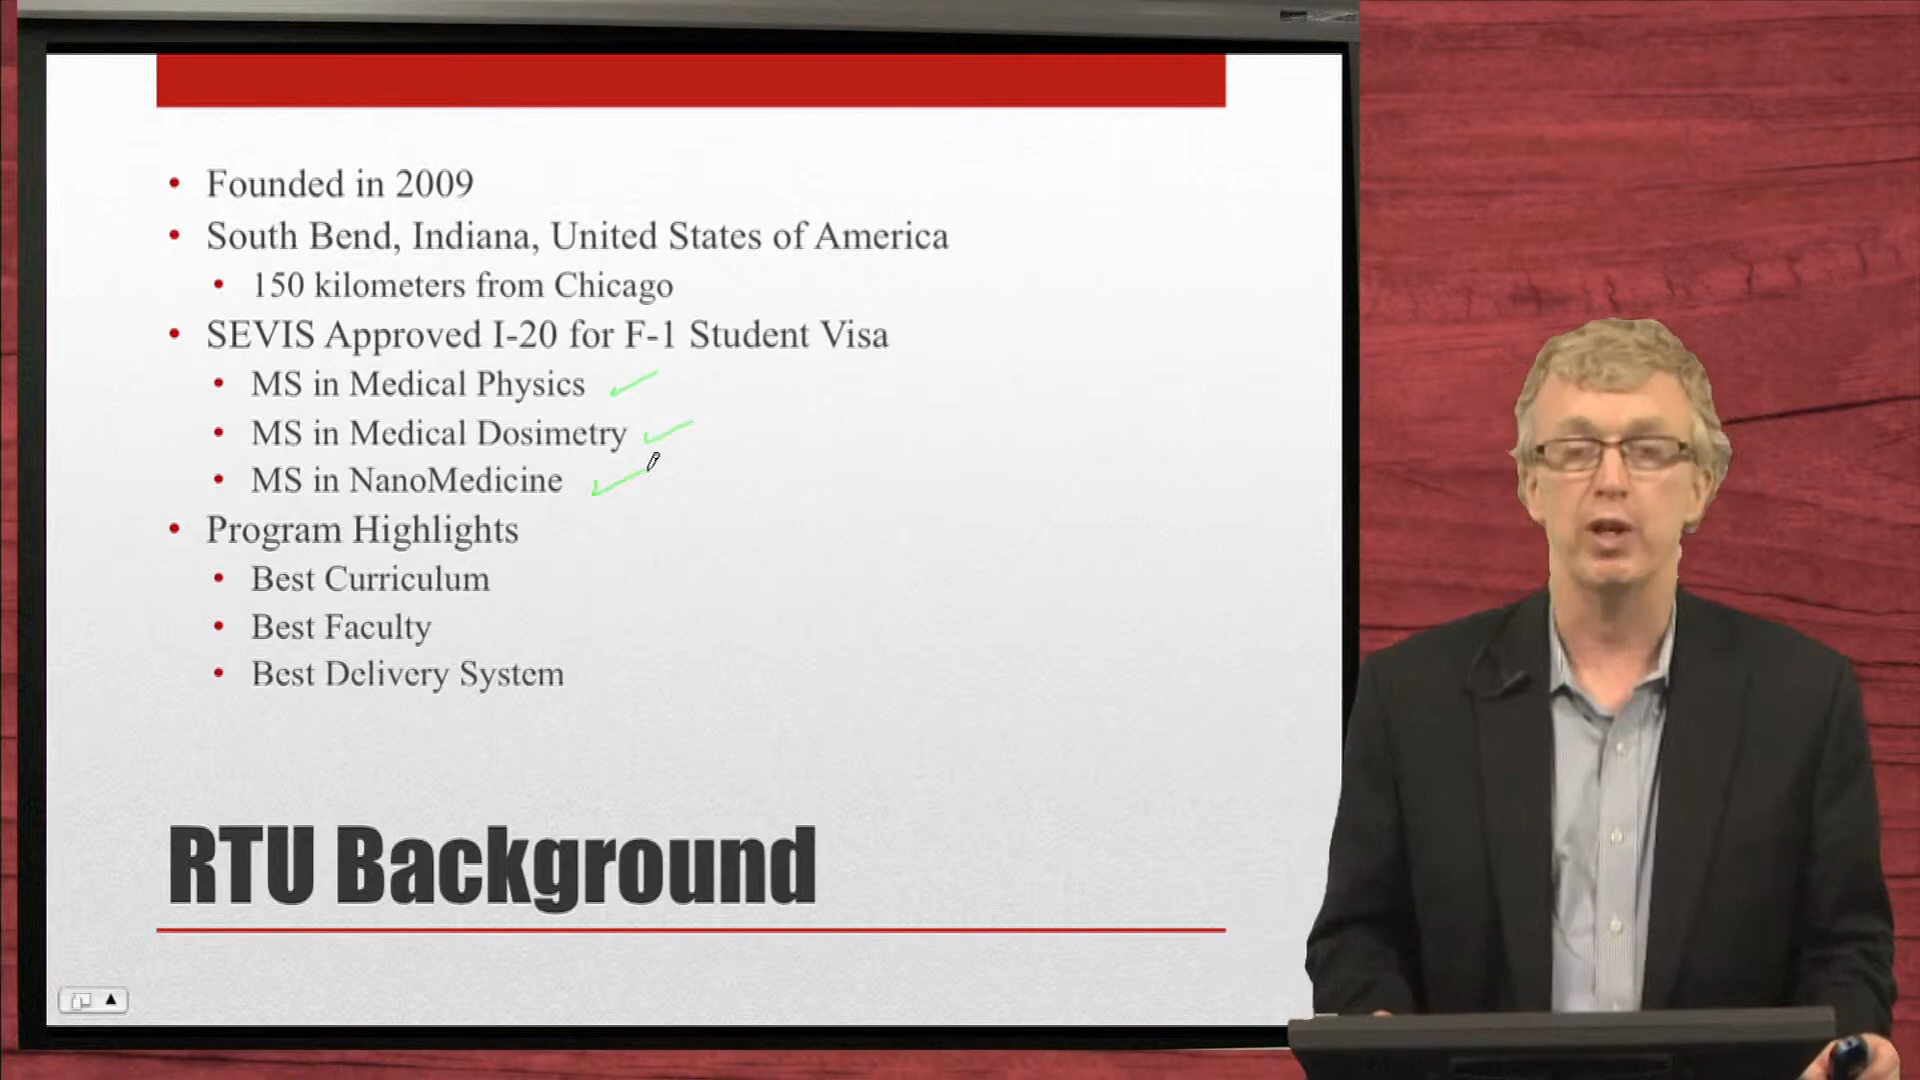 Founded in 2009
South Bend, Indiana, United States of America
150 kilometers from Chicago
SEVIS Approved I-20 for F-1 Student Visa
MS in Medical Physics
MS in Medical Dosimetry
MS in NanoMedicine
Program Highlights
Best Curriculum
Best Faculty
Best Delivery System
RTU Background